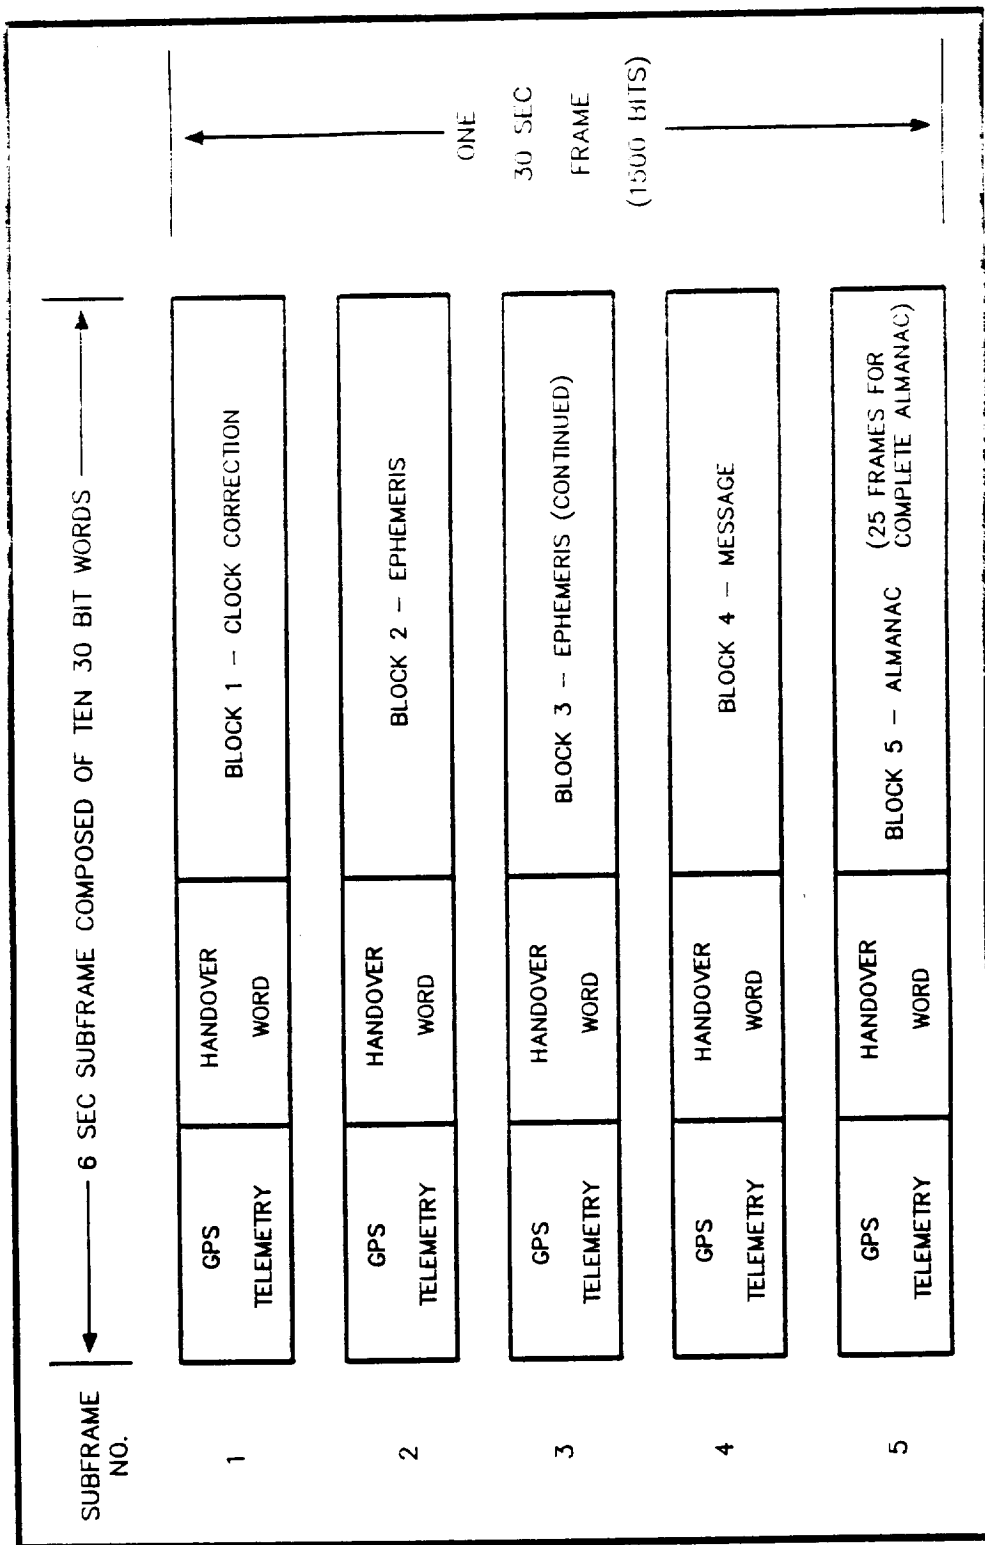 SUBFRAME
NO.
6 SEC SUBFRAME COMPOSED OF TEN 30 BIT WORDS
1
GPS
TELEMETRY
HANDOVER
WORD
BLOCK 1 – CLOCK CORRECTION
2
GPS
TELEMETRY
HANDOVER
WORD
BLOCK 2 – EPHEMERIS
3
GPS
TELEMETRY
HANDOVER
WORD
BLOCK 3 – EPHEMERIS (CONTINUED)
4
GPS
TELEMETRY
HANDOVER
WORD
BLOCK 4 – MESSAGE
5
GPS
TELEMETRY
HANDOVER
WORD
BLOCK 5 – ALMANAC
(25 FRAMES FOR
COMPLETE ALMANAC)
ONE
30 SEC
FRAME
(1500 BITS)